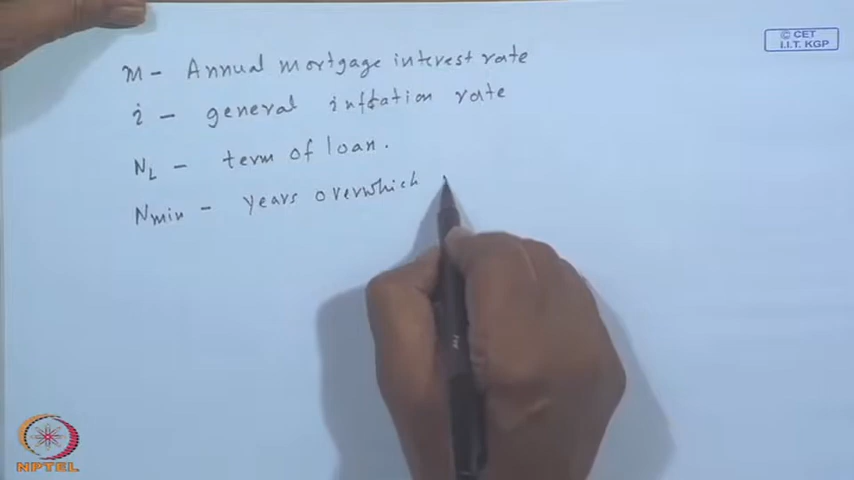 © CET
I.I.T. KGP
m - Annual mortgage interest rate
i - general inflation rate
NL - term of loan.
Nmin - years overwhich
NPTEL